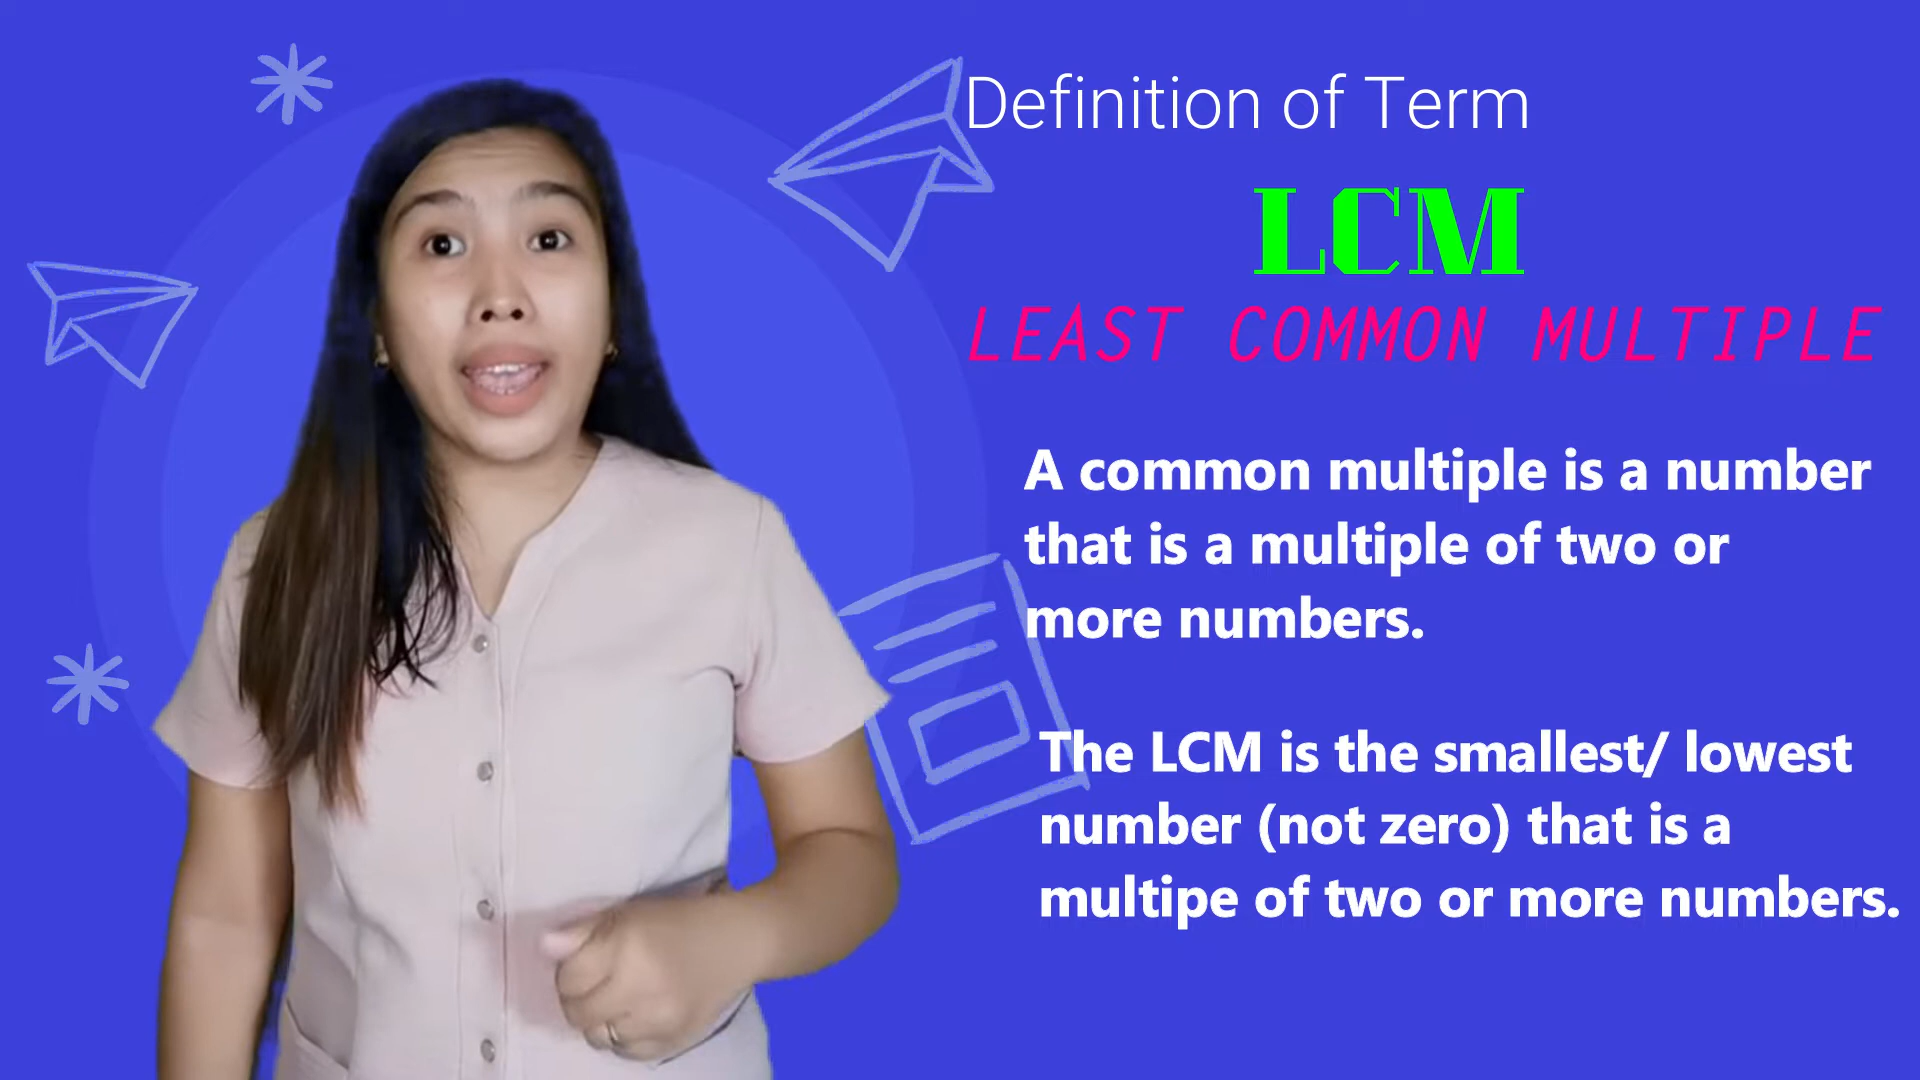 Definition of Term
LCM
LEAST COMMON MULTIPLE
A common multiple is a number
that is a multiple of two or
more numbers.
The LCM is the smallest/ lowest
number (not zero) that is a
multipe of two or more numbers.